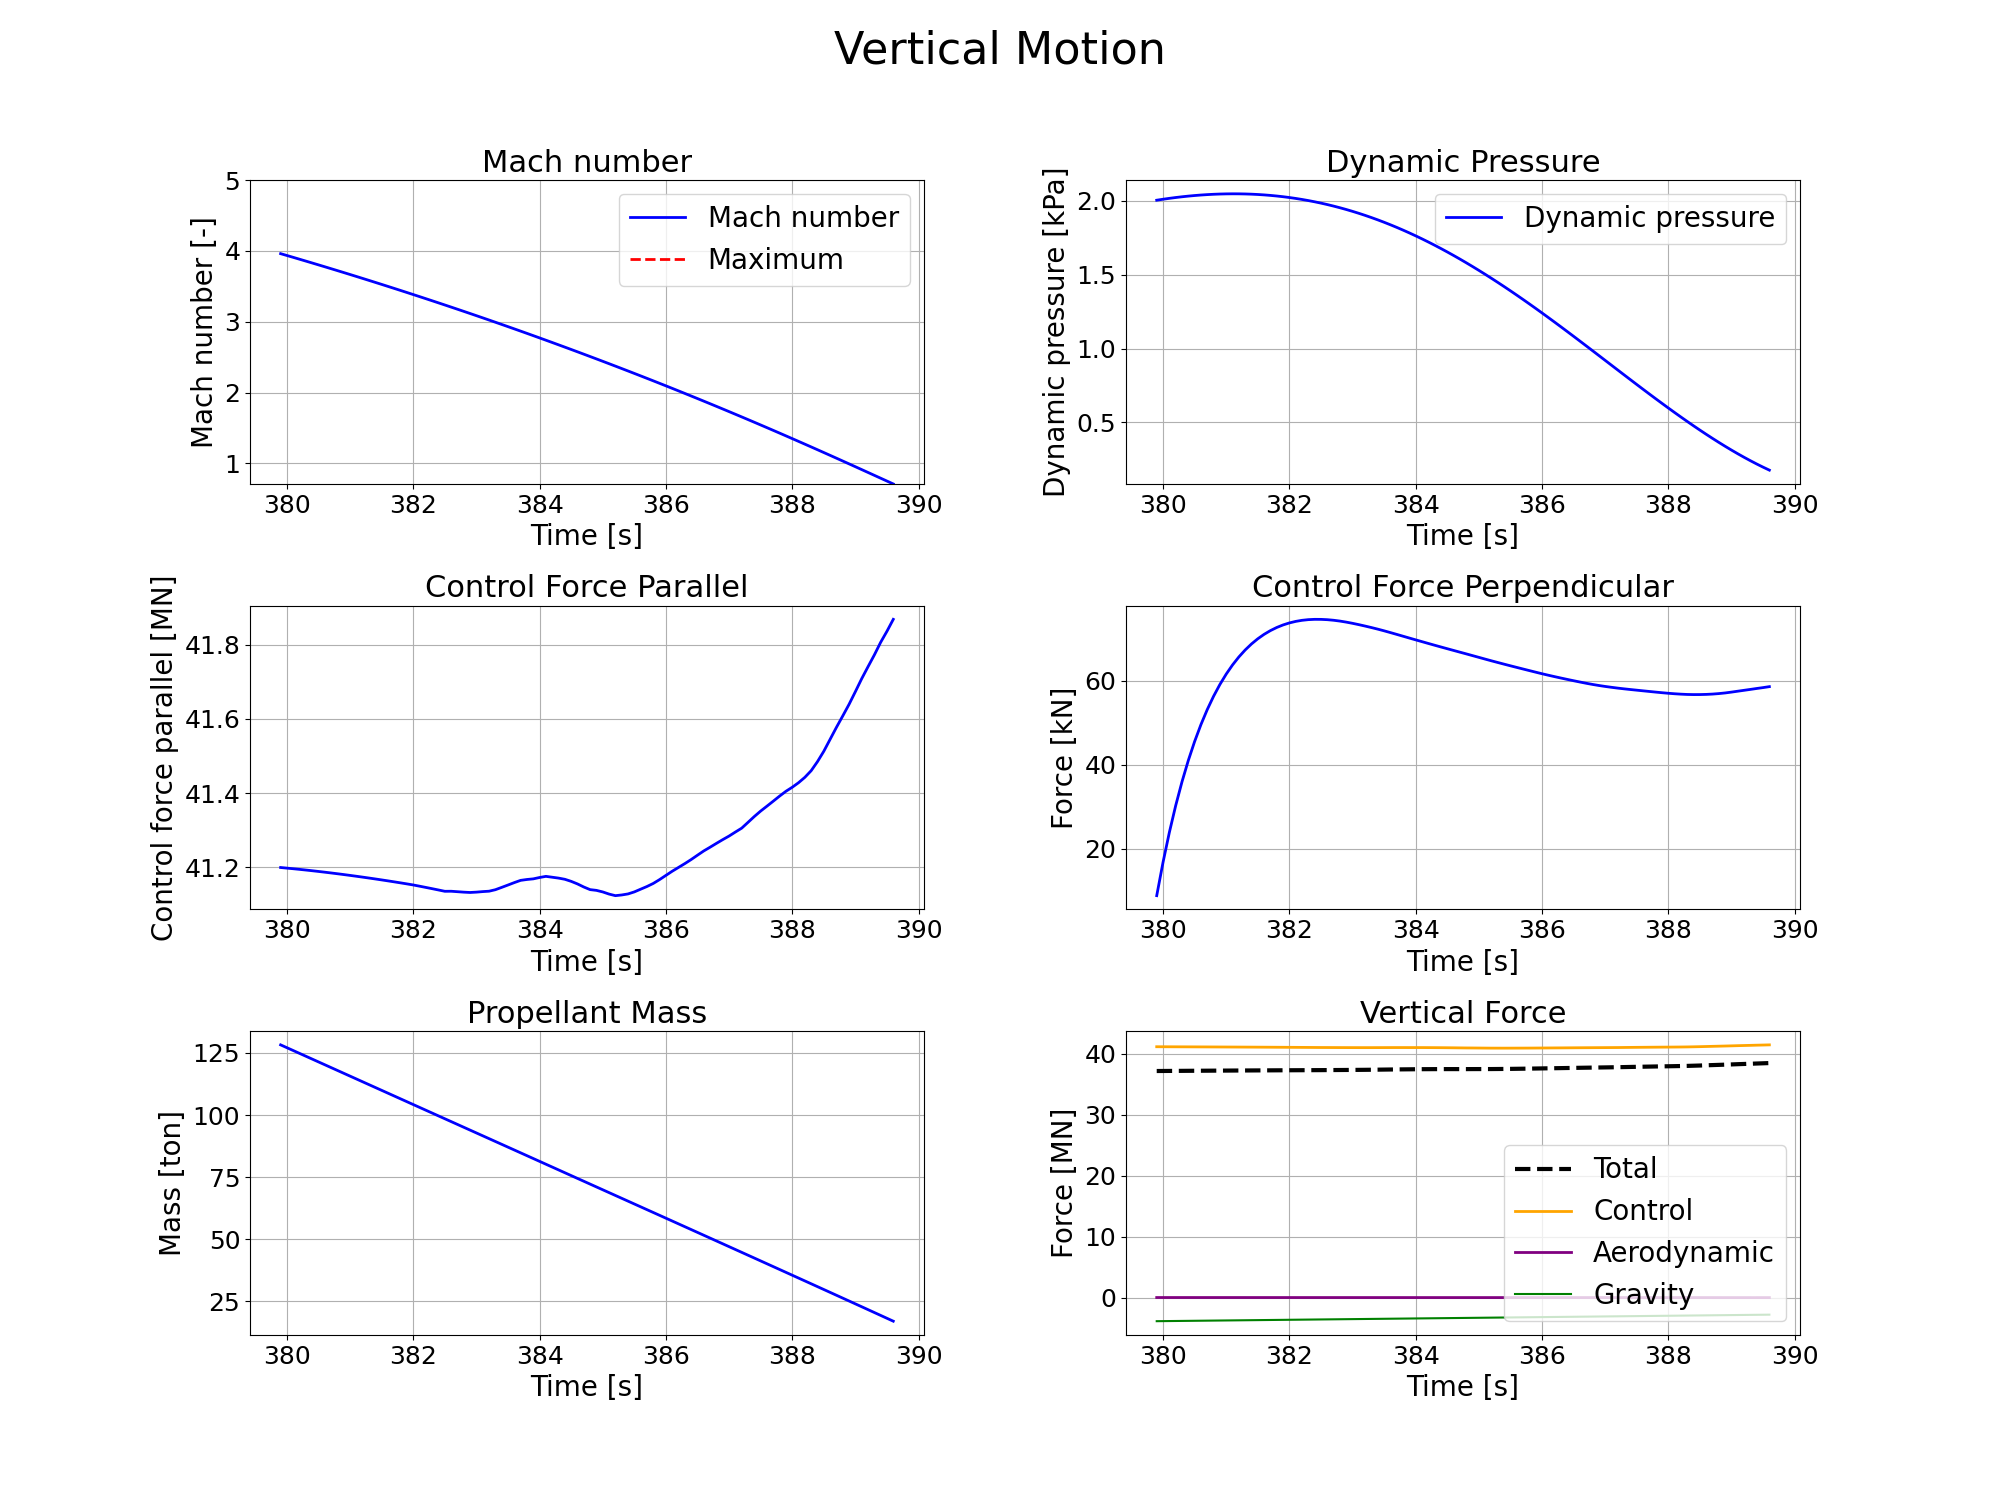 Vertical Motion
Mach number
Mach number [-]
5
4
3
2
1
Mach number
Maximum
380 382 384 386 388 390
Time [s]
Dynamic Pressure
Dynamic pressure [kPa]
2.0
1.5
1.0
0.5
Dynamic pressure
380 382 384 386 388 390
Time [s]
Control Force Parallel
Control force parallel [MN]
41.8
41.6
41.4
41.2
380 382 384 386 388 390
Time [s]
Control Force Perpendicular
Force [kN]
60
40
20
380 382 384 386 388 390
Time [s]
Propellant Mass
Mass [ton]
125
100
75
50
25
380 382 384 386 388 390
Time [s]
Vertical Force
Force [MN]
40
30
20
10
0
Total
Control
Aerodynamic
Gravity
380 382 384 386 388 390
Time [s]